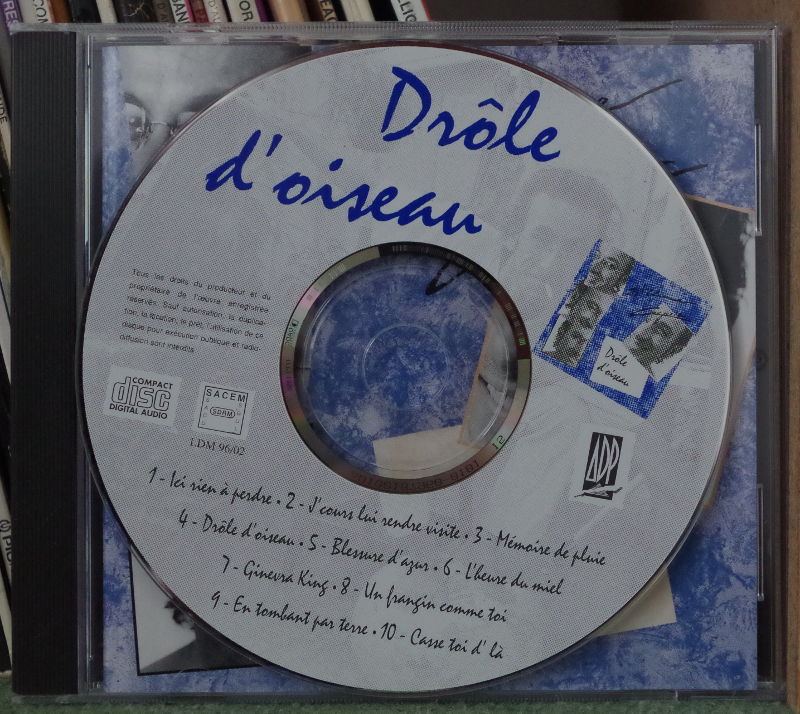 Drôle
d'oiseau
Tous les droits du producteur et du
propriétaire de l'œuvre enregistrée
réservés. Sauf autorisation, la duplica-
tion, la location, le prêt, l'utilisation de ce
disque pour exécution publique et radio-
diffusion sont interdits
COMPACT
disc
DIGITAL AUDIO
SACEM
SDRM
LDM 96/02
Drôle
d'oiseau
ADP
1 - Ici rien à perdre • 2 - J'cours lui rendre visite • 3 - Mémoire de pluie
4 - Drôle d'oiseau • 5 - Blessure d'azur • 6 - L'heure du miel
7 - Ginevra King • 8 - Un frangin comme toi
9 - En tombant par terre • 10 - Casse toi d' là